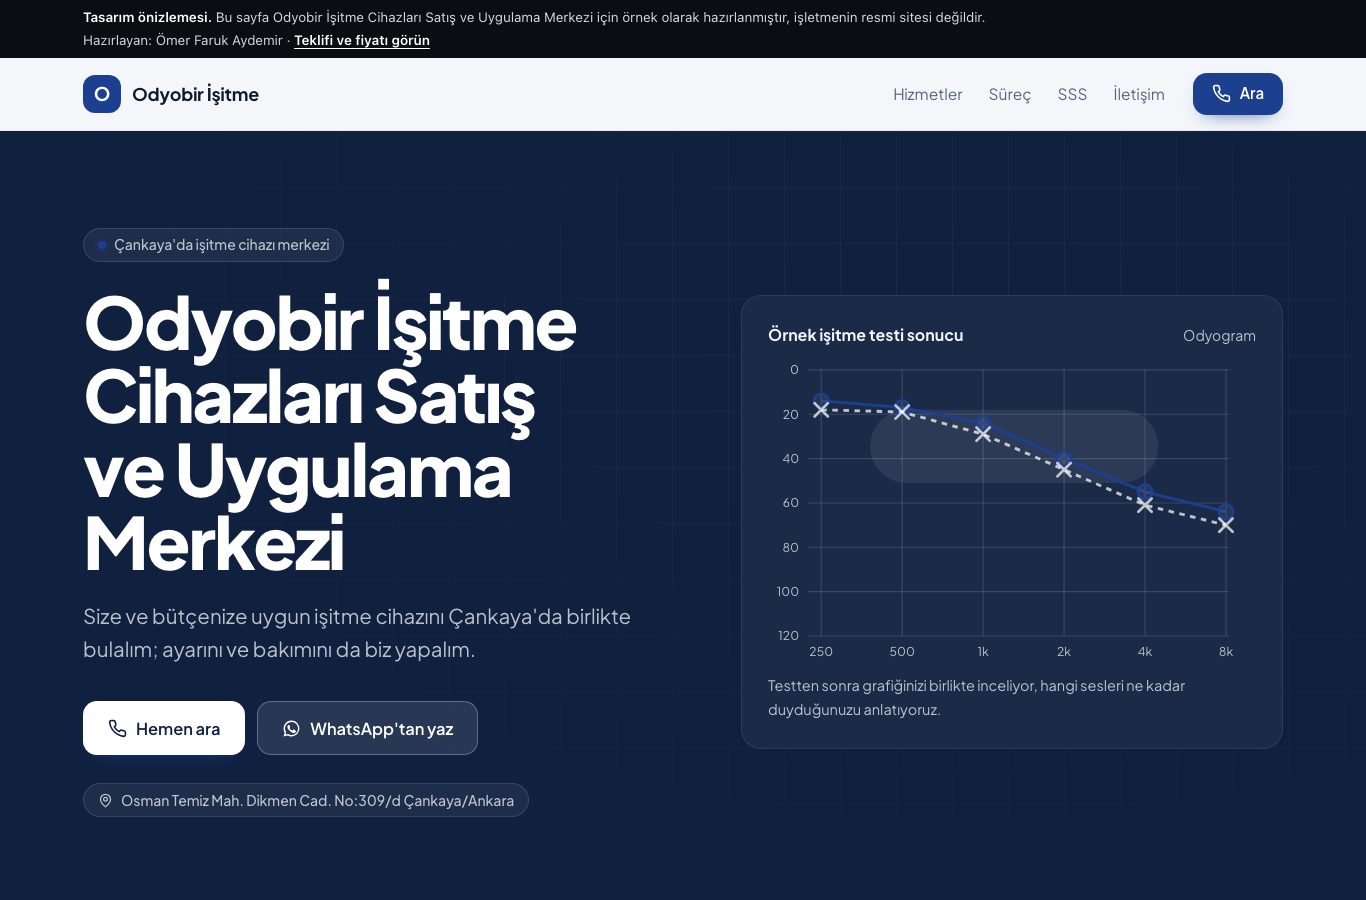 Tasarım önizlemesi. Bu sayfa Odyobir İşitme Cihazları Satış ve Uygulama Merkezi için örnek olarak hazırlanmıştır, işletmenin resmi sitesi değildir.
Hazırlayan: Ömer Faruk Aydemir · Teklifi ve fiyatı görün
O Odyobir İşitme
Hizmetler Süreç SSS İletişim Ara
Çankaya'da işitme cihazı merkezi
Odyobir İşitme
Cihazları Satış
ve Uygulama
Merkezi
Size ve bütçenize uygun işitme cihazını Çankaya'da birlikte
bulalım; ayarını ve bakımını da biz yapalım.
Hemen ara WhatsApp'tan yaz
Osman Temiz Mah. Dikmen Cad. No:309/d Çankaya/Ankara
Örnek işitme testi sonucu Odyogram
0
20
40
60
80
100
120
250 500 1k 2k 4k 8k
Testten sonra grafiğinizi birlikte inceliyor, hangi sesleri ne kadar
duyduğunuzu anlatıyoruz.